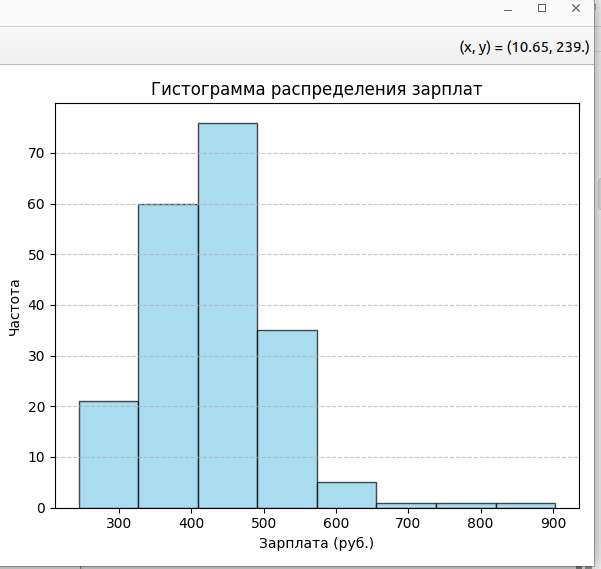 (x, y) = (10.65, 239.)
Гистограмма распределения зарплат
70
60
50
40
30
20
10
0
Частота
300 400 500 600 700 800 900
Зарплата (руб.)